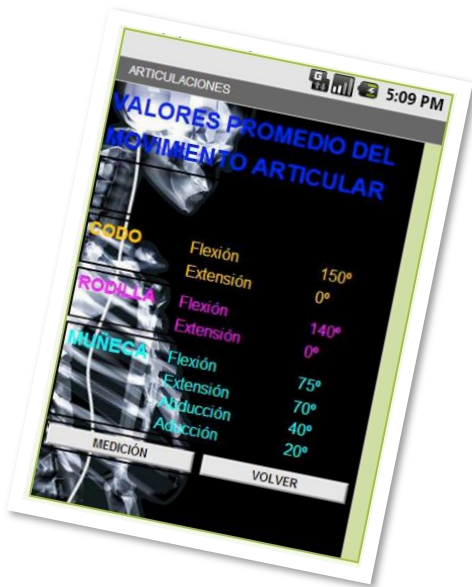 5:09 PM
ARTICULACIONES
VALORES PROMEDIO DEL
MOVIMIENTO ARTICULAR
CODO
Flexión 150º
Extensión 0º
RODILLA
Flexión 140º
Extensión 0º
MUÑECA
Flexión 75º
Extensión 70º
Abducción 40º
Aducción 20º
MEDICIÓN
VOLVER